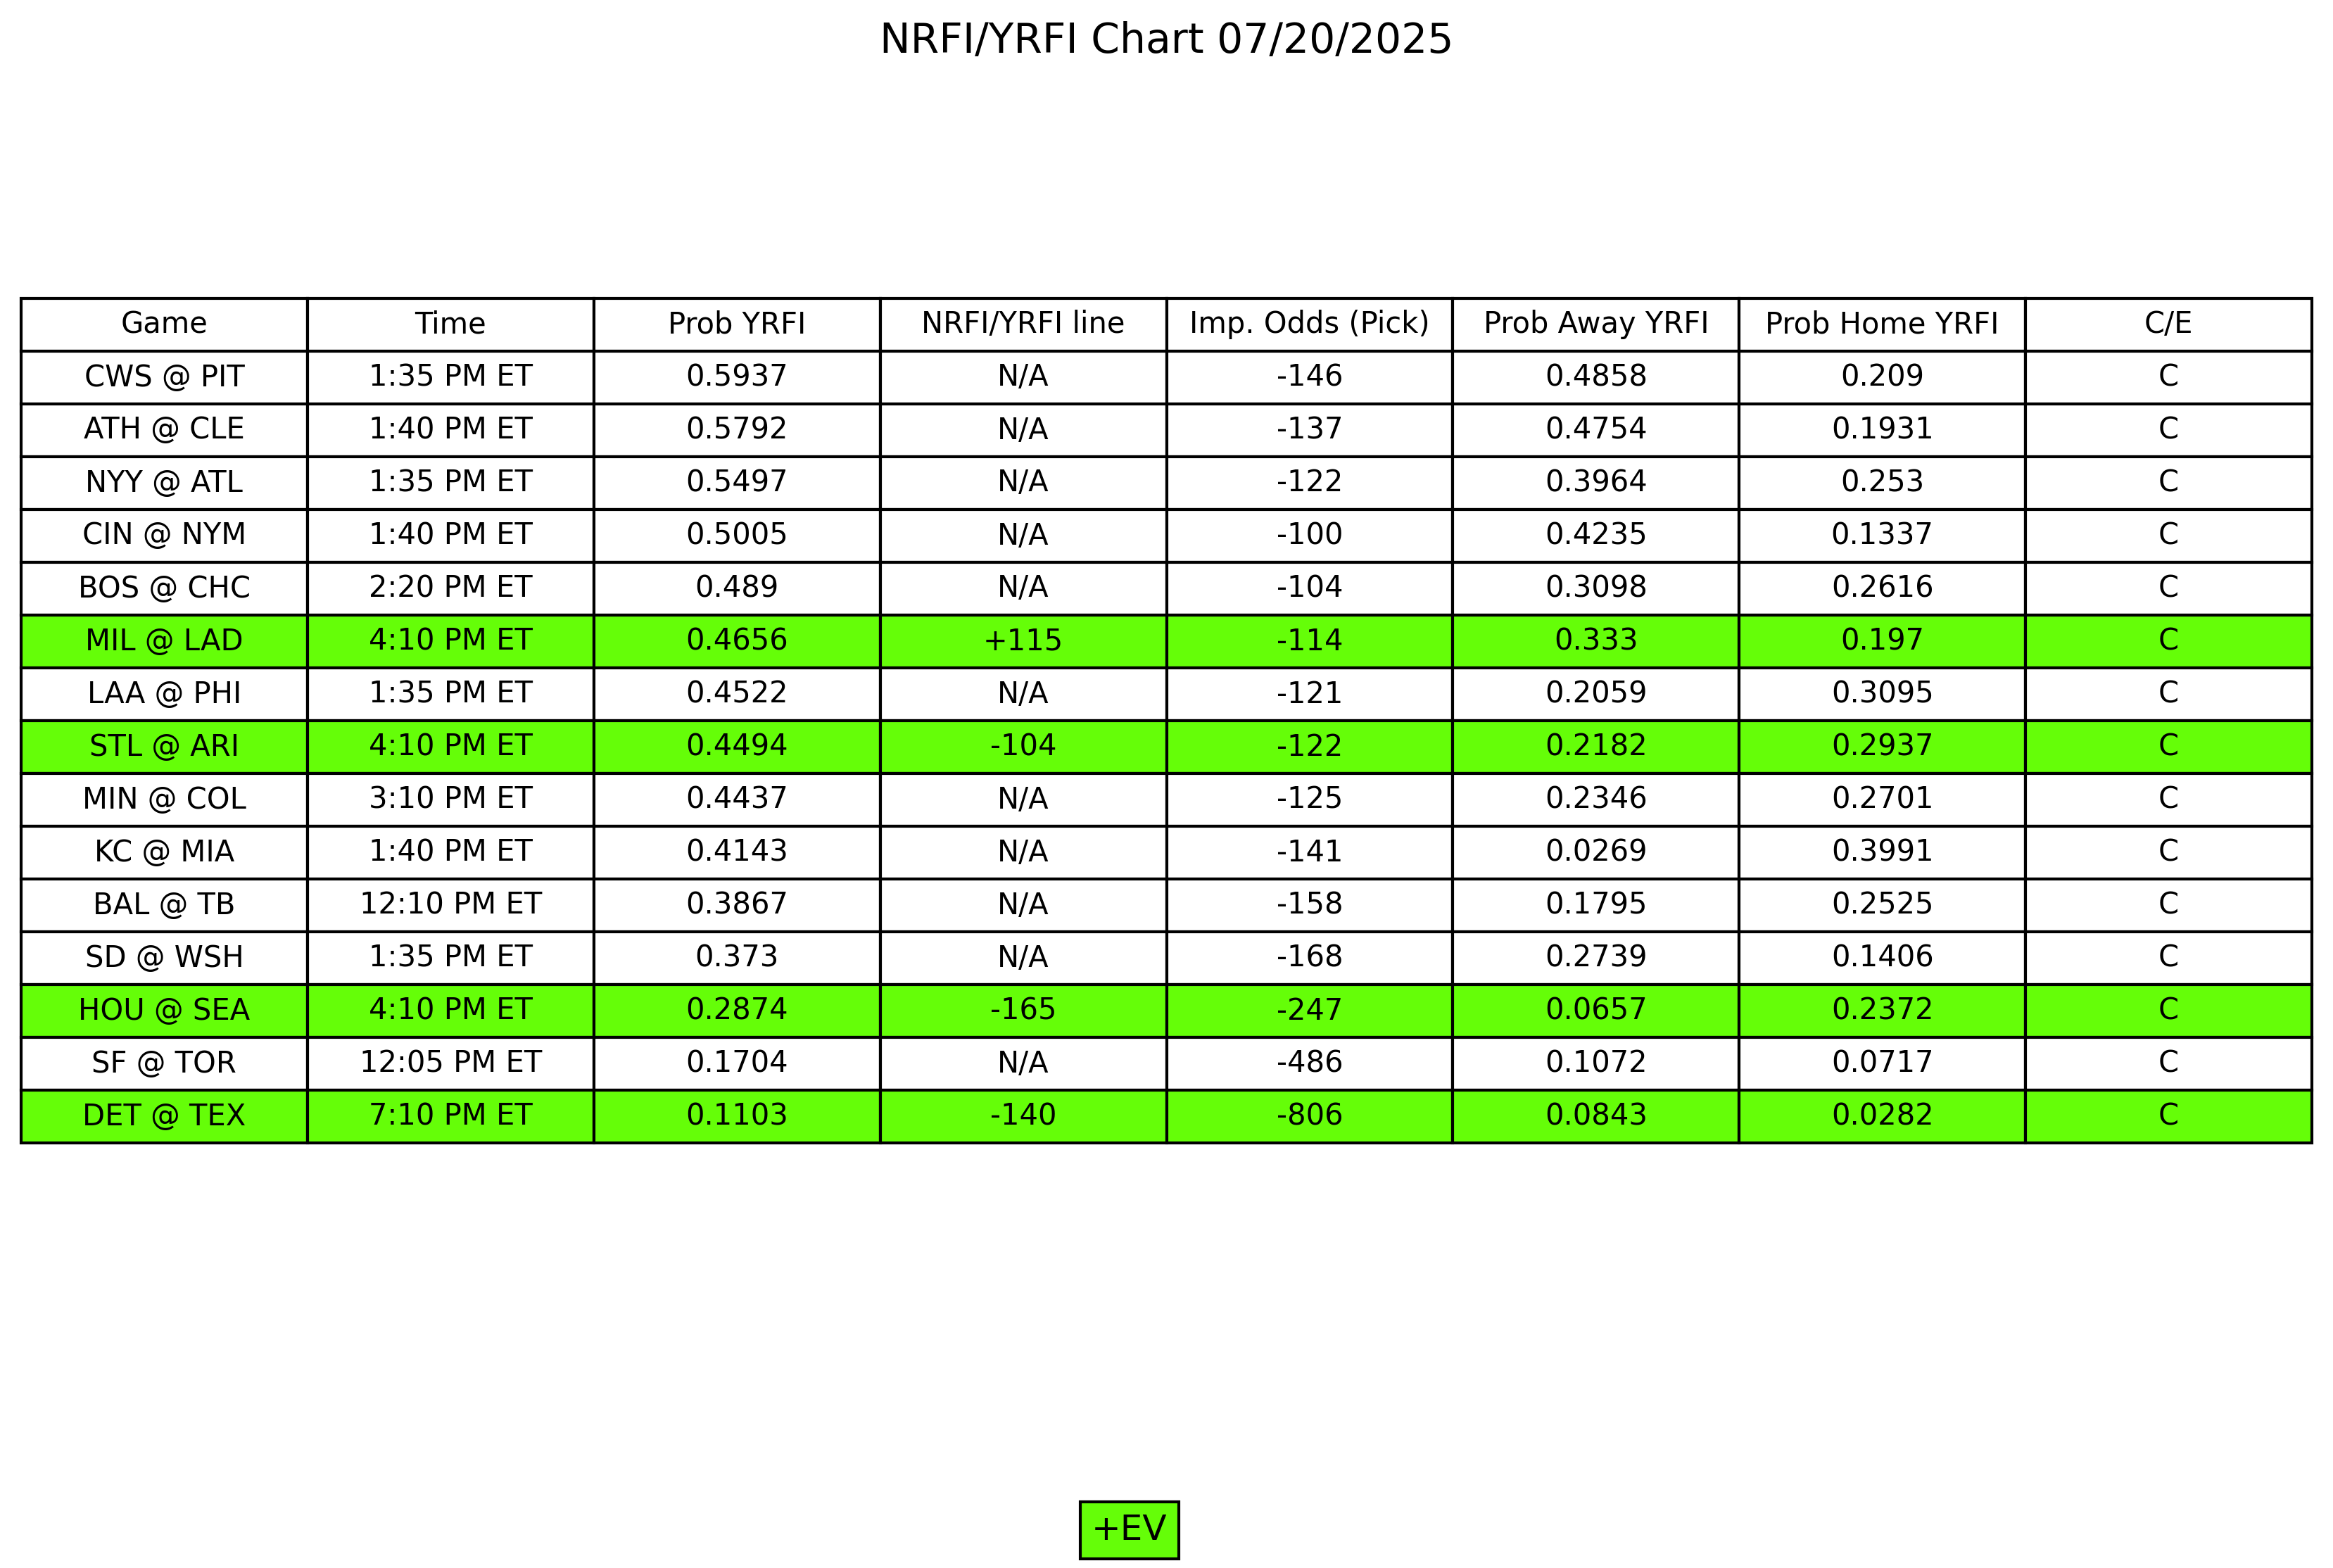 NRFI/YRFI Chart 07/20/2025
Game Time Prob YRFI NRFI/YRFI line Imp. Odds (Pick) Prob Away YRFI Prob Home YRFI C/E
CWS @ PIT 1:35 PM ET 0.5937 N/A -146 0.4858 0.209 C
ATH @ CLE 1:40 PM ET 0.5792 N/A -137 0.4754 0.1931 C
NYY @ ATL 1:35 PM ET 0.5497 N/A -122 0.3964 0.253 C
CIN @ NYM 1:40 PM ET 0.5005 N/A -100 0.4235 0.1337 C
BOS @ CHC 2:20 PM ET 0.489 N/A -104 0.3098 0.2616 C
MIL @ LAD 4:10 PM ET 0.4656 +115 -114 0.333 0.197 C
LAA @ PHI 1:35 PM ET 0.4522 N/A -121 0.2059 0.3095 C
STL @ ARI 4:10 PM ET 0.4494 -104 -122 0.2182 0.2937 C
MIN @ COL 3:10 PM ET 0.4437 N/A -125 0.2346 0.2701 C
KC @ MIA 1:40 PM ET 0.4143 N/A -141 0.0269 0.3991 C
BAL @ TB 12:10 PM ET 0.3867 N/A -158 0.1795 0.2525 C
SD @ WSH 1:35 PM ET 0.373 N/A -168 0.2739 0.1406 C
HOU @ SEA 4:10 PM ET 0.2874 -165 -247 0.0657 0.2372 C
SF @ TOR 12:05 PM ET 0.1704 N/A -486 0.1072 0.0717 C
DET @ TEX 7:10 PM ET 0.1103 -140 -806 0.0843 0.0282 C
+EV